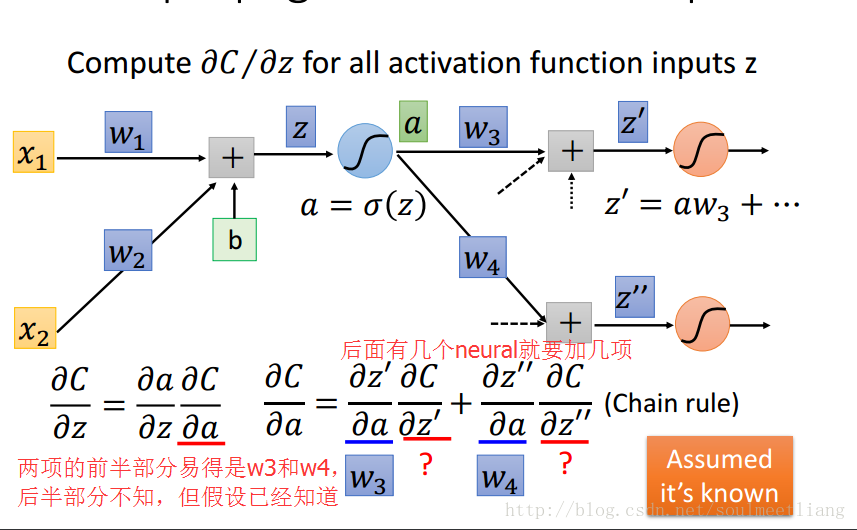 Compute ∂C/∂z for all activation function inputs z
x₁
w₁
+
z
a
w₃
+
z′
a = σ(z)
z′ = aw₃ + ⋯
w₂
b
w₄
x₂
+
z′′
后面有几个neural就要加几项
∂C/∂z = ∂a/∂z ∂C/∂a
∂C/∂a = ∂z′/∂a ∂C/∂z′ + ∂z′′/∂a ∂C/∂z′′ (Chain rule)
两项的前半部分易得是w3和w4，
后半部分不知，但假设已经知道
w₃
?
w₄
?
Assumed
it’s known
http://blog.csdn.net/soulmeetliang